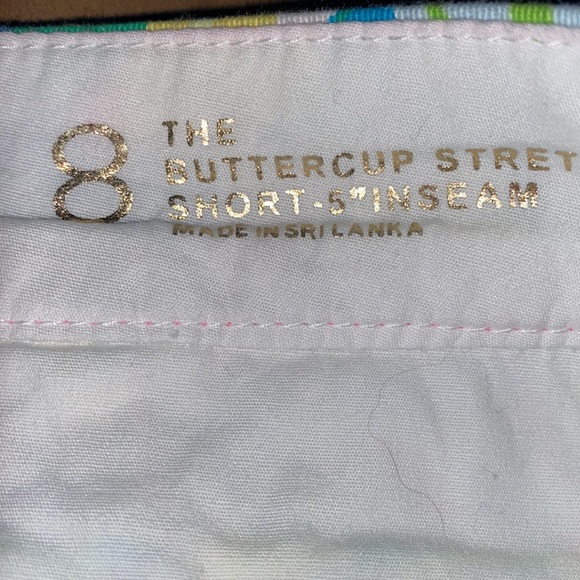 8
THE
BUTTERCUP STRET
SHORT-5" INSEAM
MADE IN SRI LANKA